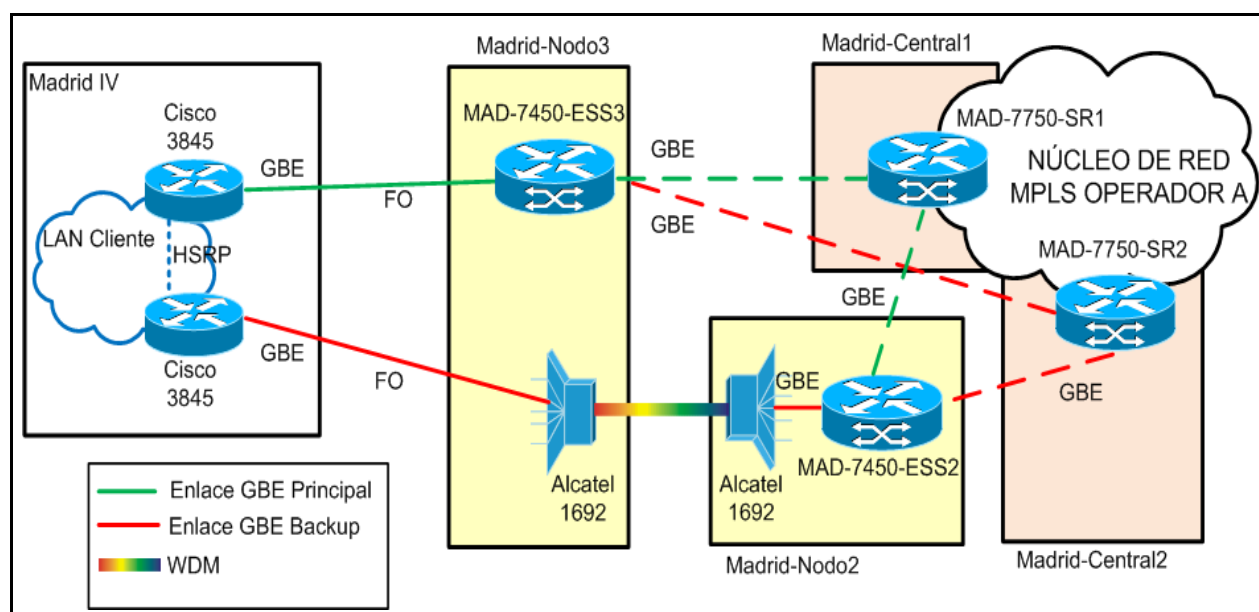 Madrid-Nodo3
Madrid-Central1
Madrid IV
Cisco
3845
MAD-7450-ESS3
MAD-7750-SR1
GBE
GBE
FO
NÚCLEO DE RED
MPLS OPERADOR A
LAN Cliente
HSRP
GBE
MAD-7750-SR2
GBE
GBE
FO
Cisco
3845
GBE
GBE
MAD-7450-ESS2
Alcatel
1692
Alcatel
1692
Enlace GBE Principal
Enlace GBE Backup
WDM
Madrid-Nodo2
Madrid-Central2